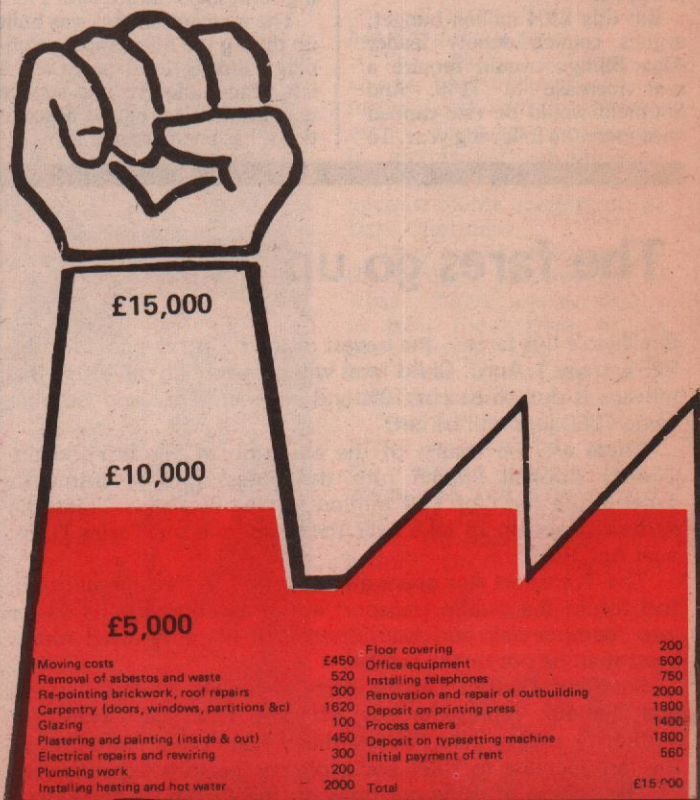 £15,000
£10,000
£5,000
Moving costs £450
Removal of asbestos and waste 520
Re-pointing brickwork, roof repairs 300
Carpentry (doors, windows, partitions &c) 1620
Glazing 100
Plastering and painting (inside & out) 450
Electrical repairs and rewiring 300
Plumbing work 200
Installing heating and hot water 2000
Floor covering 200
Office equipment 500
Installing telephones 750
Renovation and repair of outbuilding 2000
Deposit on printing press 1800
Process camera 1400
Deposit on typesetting machine 1800
Initial payment of rent 560
Total £15,000
The fares go up